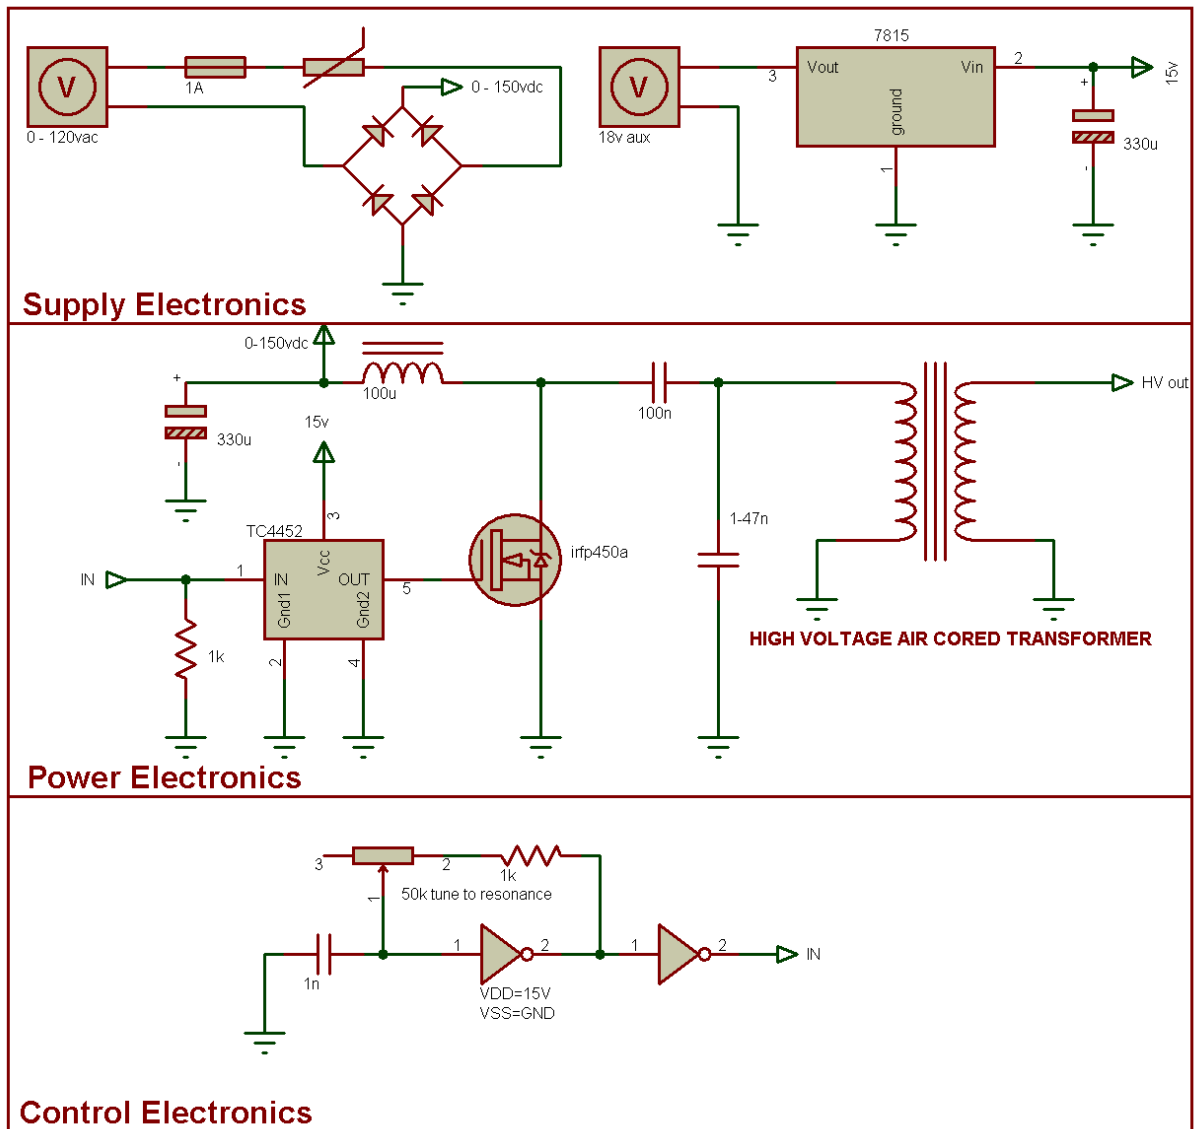 V
1A
0 - 120vac
0 - 150vdc
V
18v aux
7815
3
Vout
Vin
2
ground
1
+
-
15v
330u
Supply Electronics
0-150vdc
+
-
330u
100u
15v
100n
HV out
1-47n
TC4452
3
Vcc
IN
1
IN
OUT
5
Gnd1
Gnd2
2
4
1k
irfp450a
HIGH VOLTAGE AIR CORED TRANSFORMER
Power Electronics
3
2
1k
1
50k tune to resonance
1
2
1
2
IN
1n
VDD=15V
VSS=GND
Control Electronics